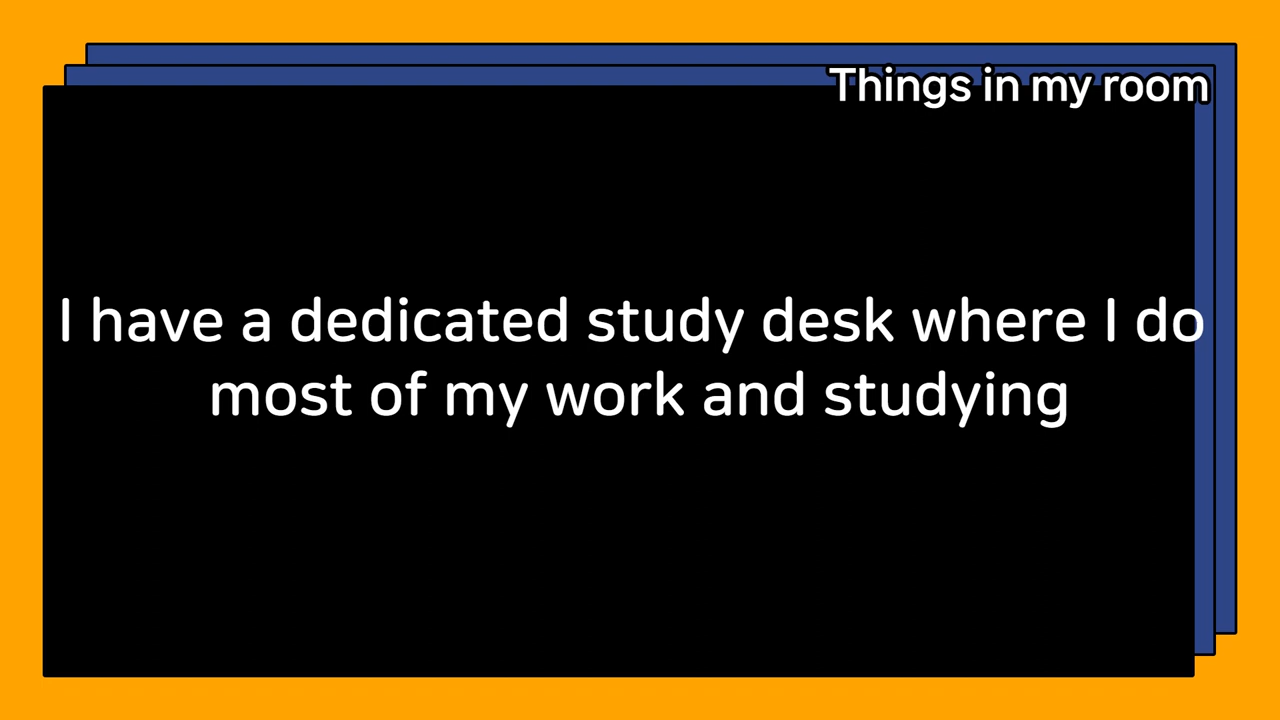 Things in my room
I have a dedicated study desk where I do
most of my work and studying